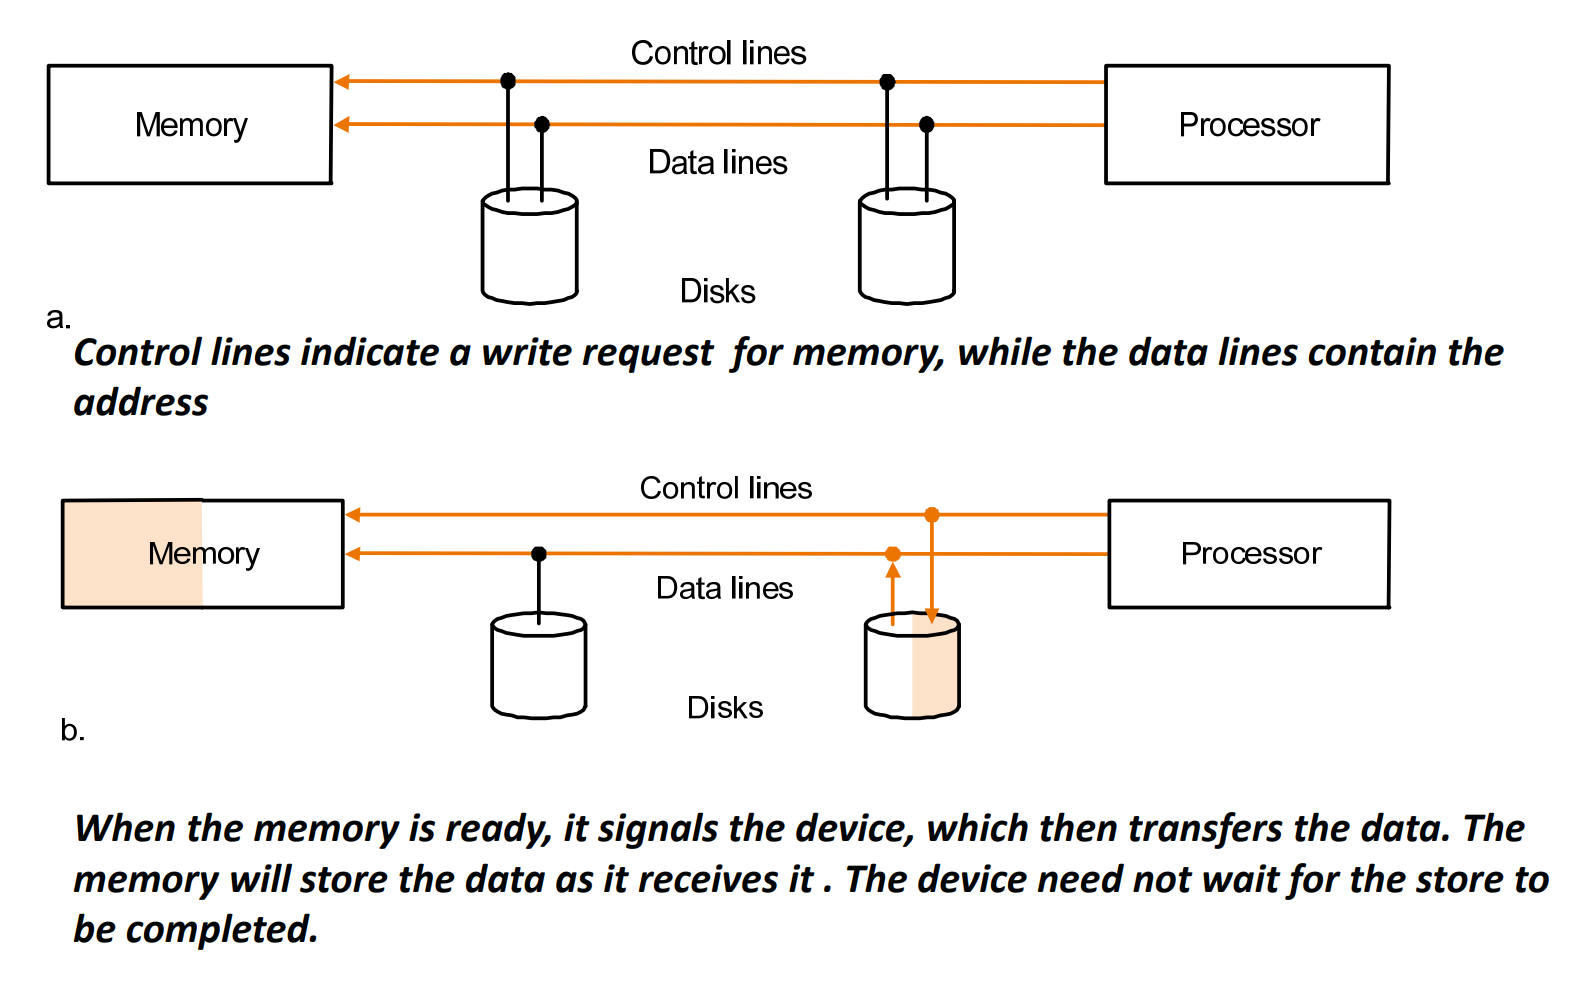 Control lines
Memory
Processor
Data lines
Disks
a.
Control lines indicate a write request for memory, while the data lines contain the
address
Control lines
Memory
Processor
Data lines
Disks
b.
When the memory is ready, it signals the device, which then transfers the data. The
memory will store the data as it receives it . The device need not wait for the store to
be completed.